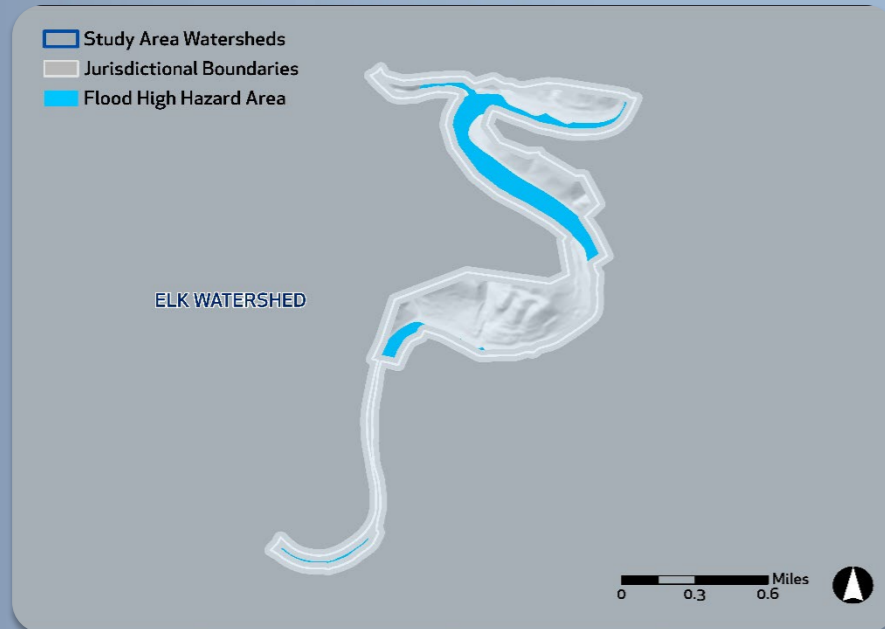 Study Area Watersheds
Jurisdictional Boundaries
Flood High Hazard Area
ELK WATERSHED
Miles
0 0.3 0.6